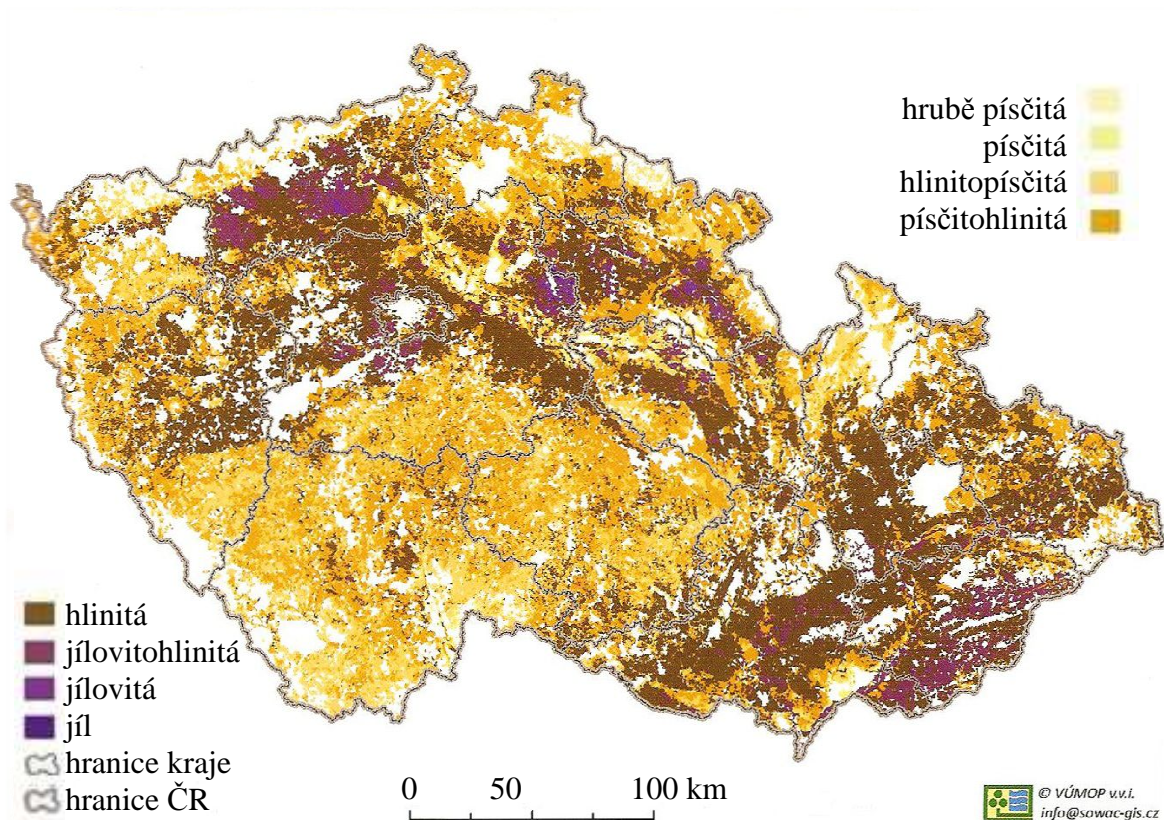 hrubě písčitá
písčitá
hlinitopísčitá
písčitohlinitá
hlinitá
jílovitohlinitá
jílovitá
jíl
hranice kraje
hranice ČR
0 50 100 km
© VÚMOP v.v.i.
info@sowac-gis.cz